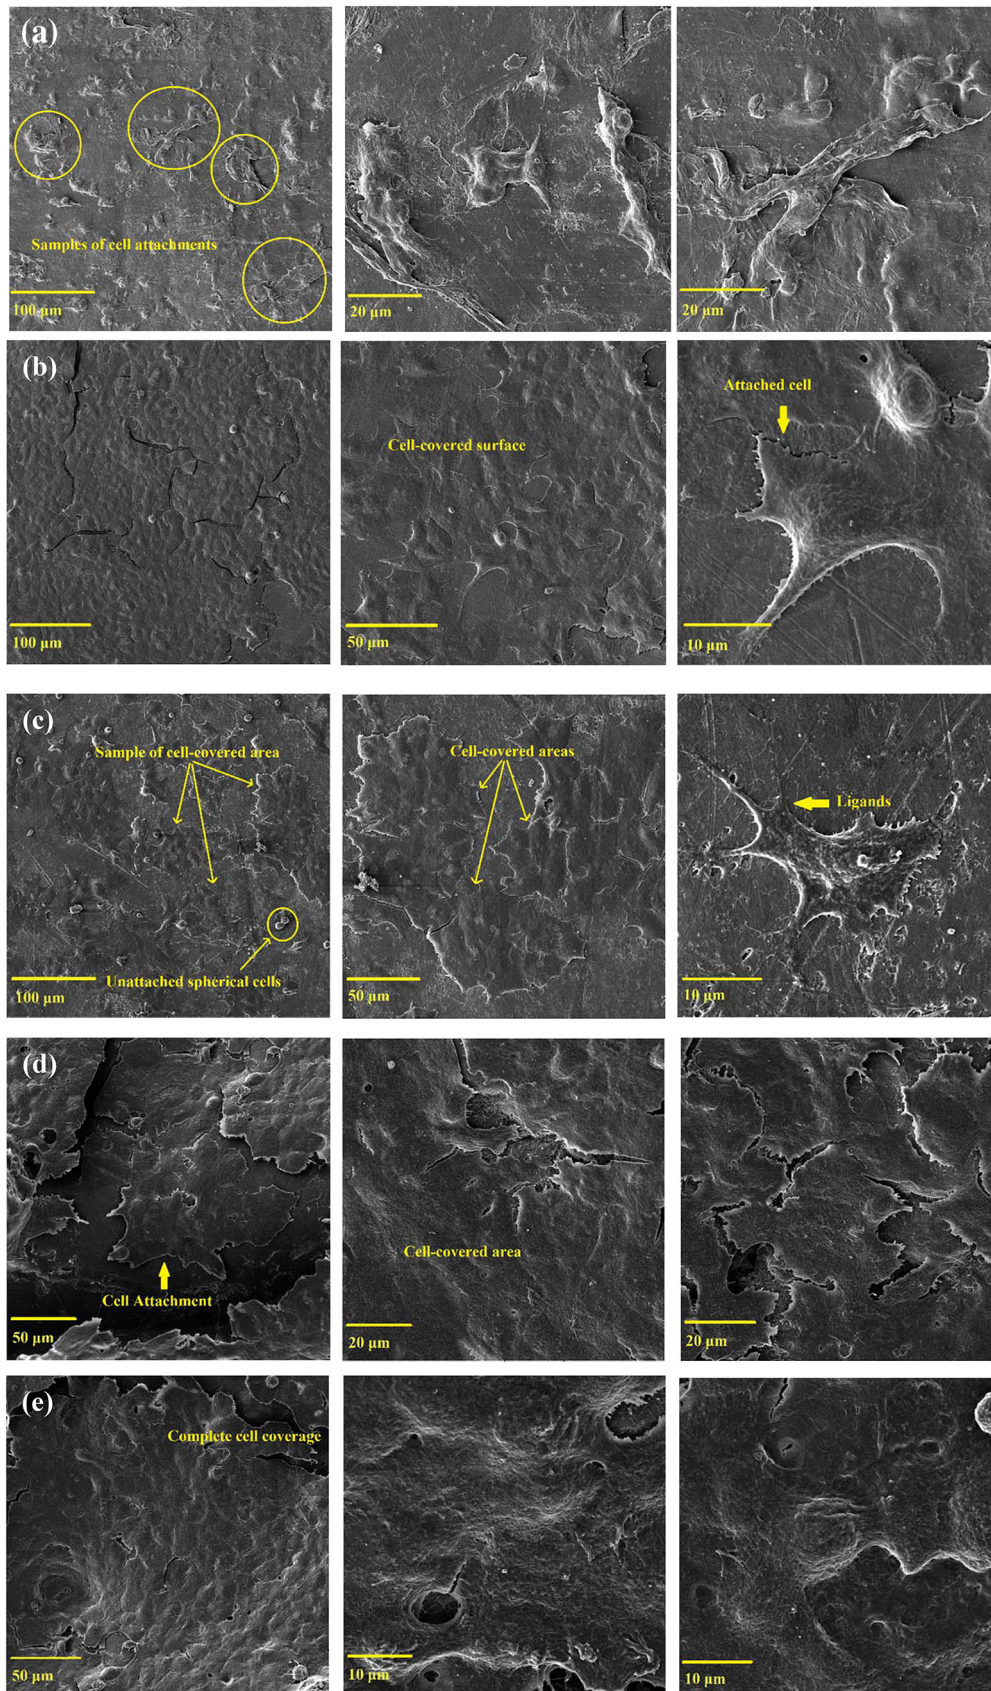 (a)
Samples of cell attachments
100 µm
20 µm
20 µm
(b)
Cell-covered surface
Attached cell
100 µm
50 µm
10 µm
(c)
Sample of cell-covered area
Cell-covered areas
Ligands
Unattached spherical cells
100 µm
50 µm
10 µm
(d)
Cell-covered area
Cell Attachment
50 µm
20 µm
20 µm
(e)
Complete cell coverage
50 µm
10 µm
10 µm